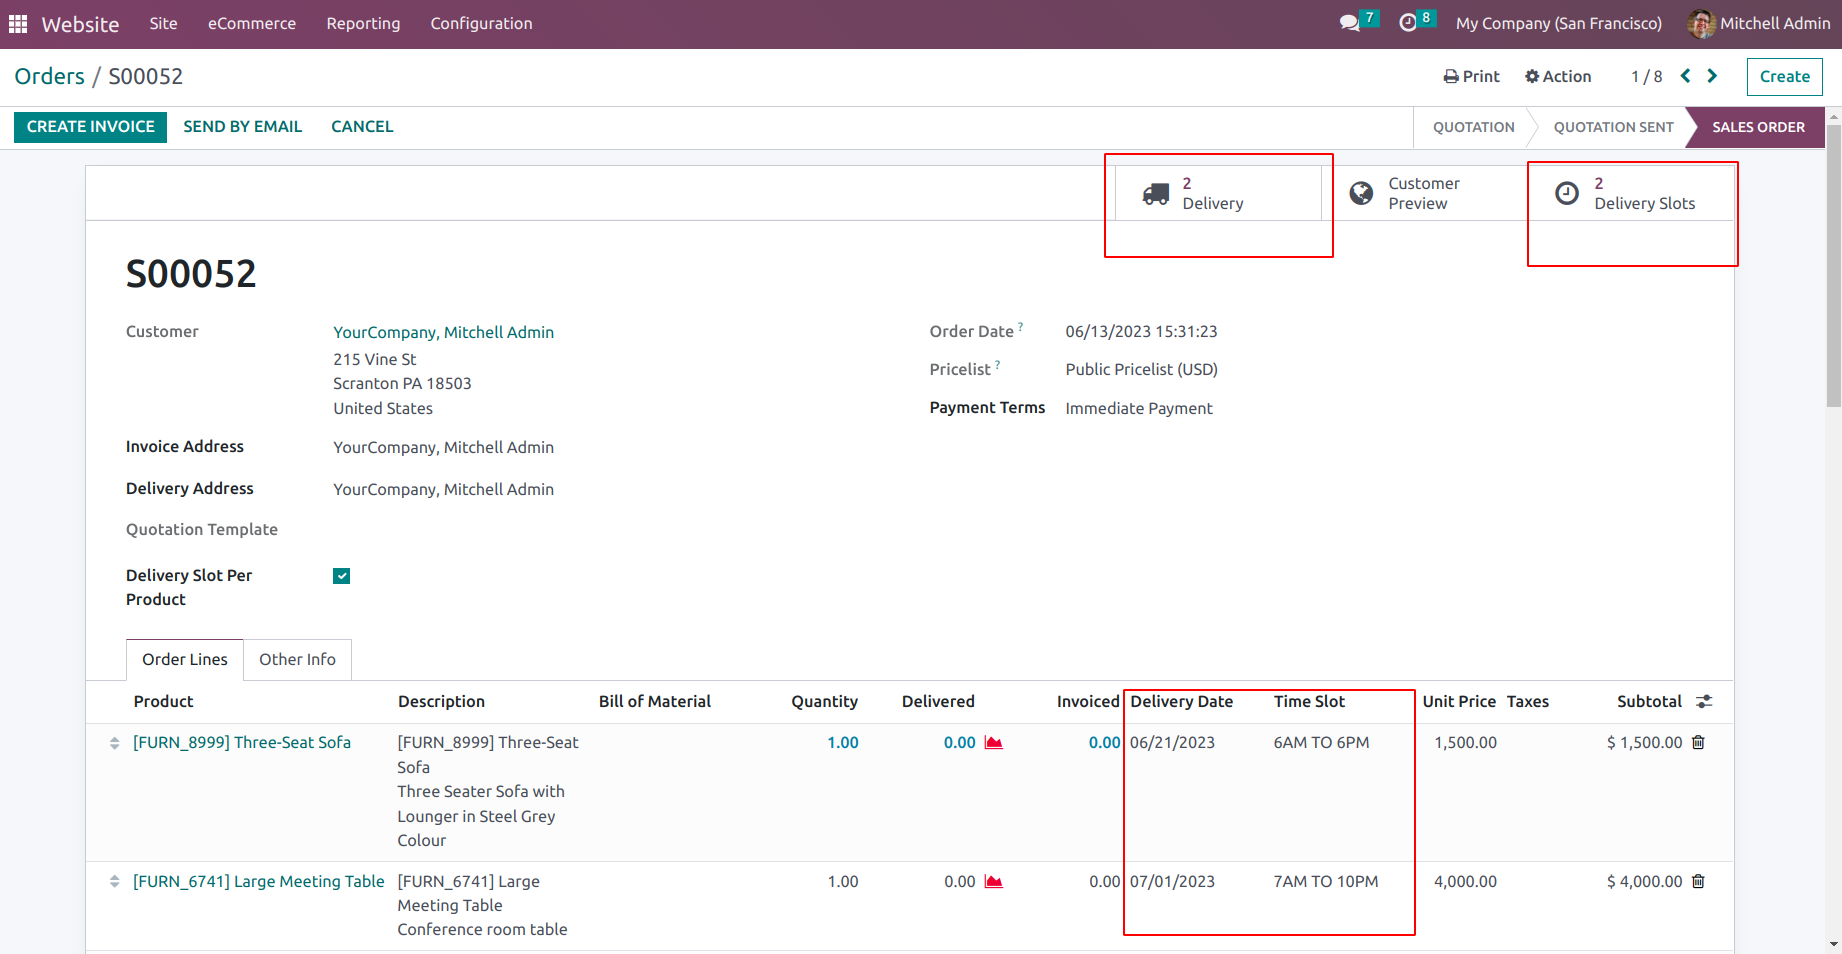 Website Site eCommerce Reporting Configuration 7 8 My Company (San Francisco) Mitchell Admin
Orders / S00052 Print Action 1 / 8 Create
CREATE INVOICE SEND BY EMAIL CANCEL QUOTATION QUOTATION SENT SALES ORDER
2
Delivery
Customer
Preview
2
Delivery Slots
S00052
Customer YourCompany, Mitchell Admin
215 Vine St
Scranton PA 18503
United States
Order Date ? 06/13/2023 15:31:23
Pricelist ? Public Pricelist (USD)
Payment Terms Immediate Payment
Invoice Address YourCompany, Mitchell Admin
Delivery Address YourCompany, Mitchell Admin
Quotation Template
Delivery Slot Per
Product
Order Lines Other Info
Product Description Bill of Material Quantity Delivered Invoiced Delivery Date Time Slot Unit Price Taxes Subtotal
[FURN_8999] Three-Seat Sofa [FURN_8999] Three-Seat 1.00 0.00 0.00 06/21/2023 6AM TO 6PM 1,500.00 $ 1,500.00
Sofa
Three Seater Sofa with
Lounger in Steel Grey
Colour
[FURN_6741] Large Meeting Table [FURN_6741] Large 1.00 0.00 0.00 07/01/2023 7AM TO 10PM 4,000.00 $ 4,000.00
Meeting Table
Conference room table